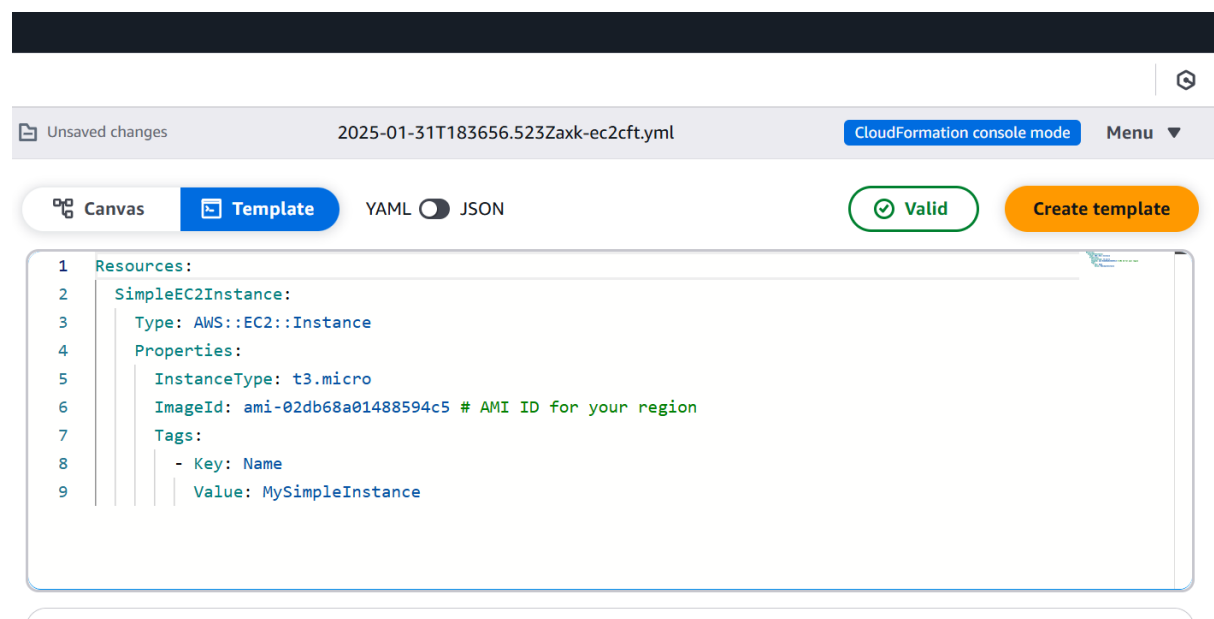 Unsaved changes
2025-01-31T183656.523Zaxk-ec2cft.yml
CloudFormation console mode
Menu
Canvas
Template
YAML
JSON
Valid
Create template
1 Resources:
2 SimpleEC2Instance:
3 Type: AWS::EC2::Instance
4 Properties:
5 InstanceType: t3.micro
6 ImageId: ami-02db68a01488594c5 # AMI ID for your region
7 Tags:
8 - Key: Name
9 Value: MySimpleInstance